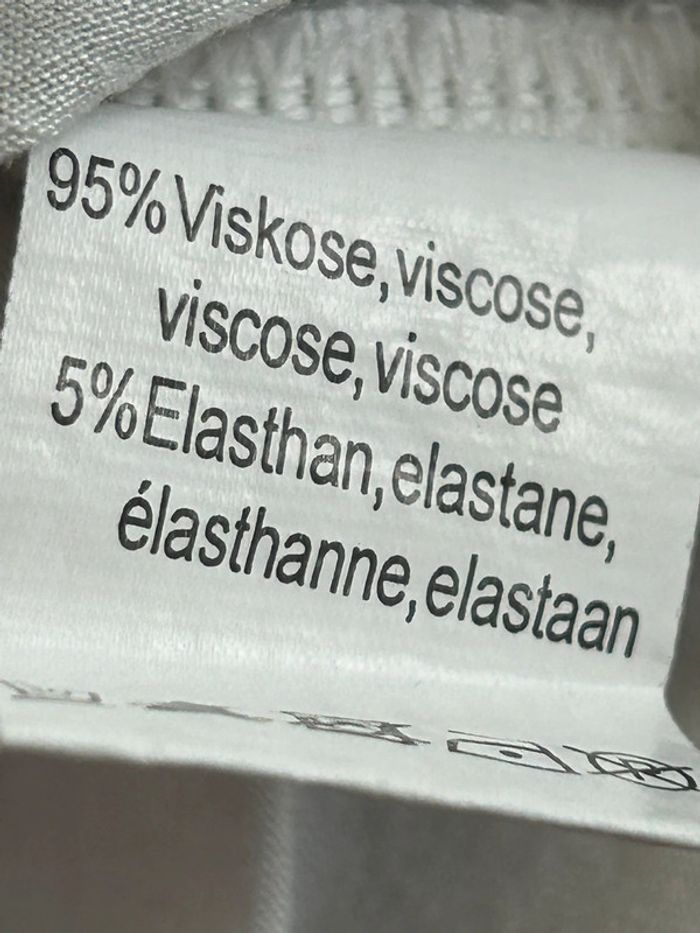 95% Viskose, viscose,
viscose, viscose
5% Elasthan, elastane,
élasthanne, elastaan